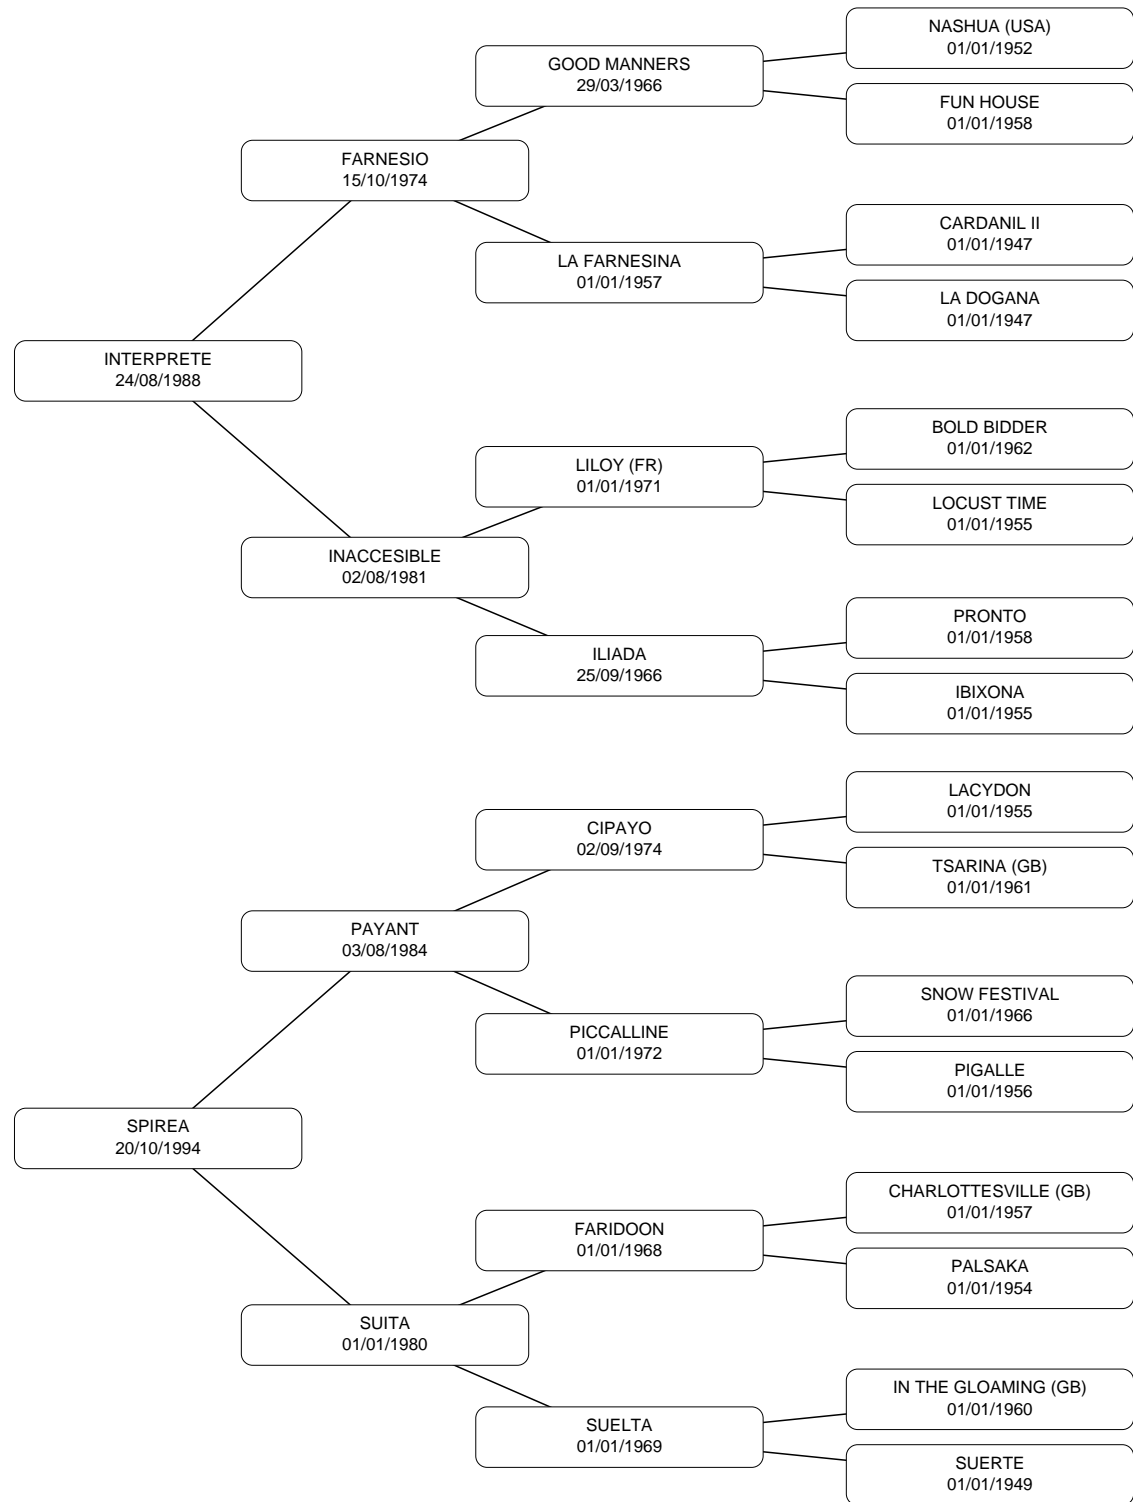 NASHUA (USA)
01/01/1952
GOOD MANNERS
29/03/1966
FUN HOUSE
01/01/1958
FARNESIO
15/10/1974
CARDANIL II
01/01/1947
LA FARNESINA
01/01/1957
LA DOGANA
01/01/1947
INTERPRETE
24/08/1988
BOLD BIDDER
01/01/1962
LILOY (FR)
01/01/1971
LOCUST TIME
01/01/1955
INACCESIBLE
02/08/1981
PRONTO
01/01/1958
ILIADA
25/09/1966
IBIXONA
01/01/1955
LACYDON
01/01/1955
CIPAYO
02/09/1974
TSARINA (GB)
01/01/1961
PAYANT
03/08/1984
SNOW FESTIVAL
01/01/1966
PICCALLINE
01/01/1972
PIGALLE
01/01/1956
SPIREA
20/10/1994
CHARLOTTESVILLE (GB)
01/01/1957
FARIDOON
01/01/1968
PALSAKA
01/01/1954
SUITA
01/01/1980
IN THE GLOAMING (GB)
01/01/1960
SUELTA
01/01/1969
SUERTE
01/01/1949